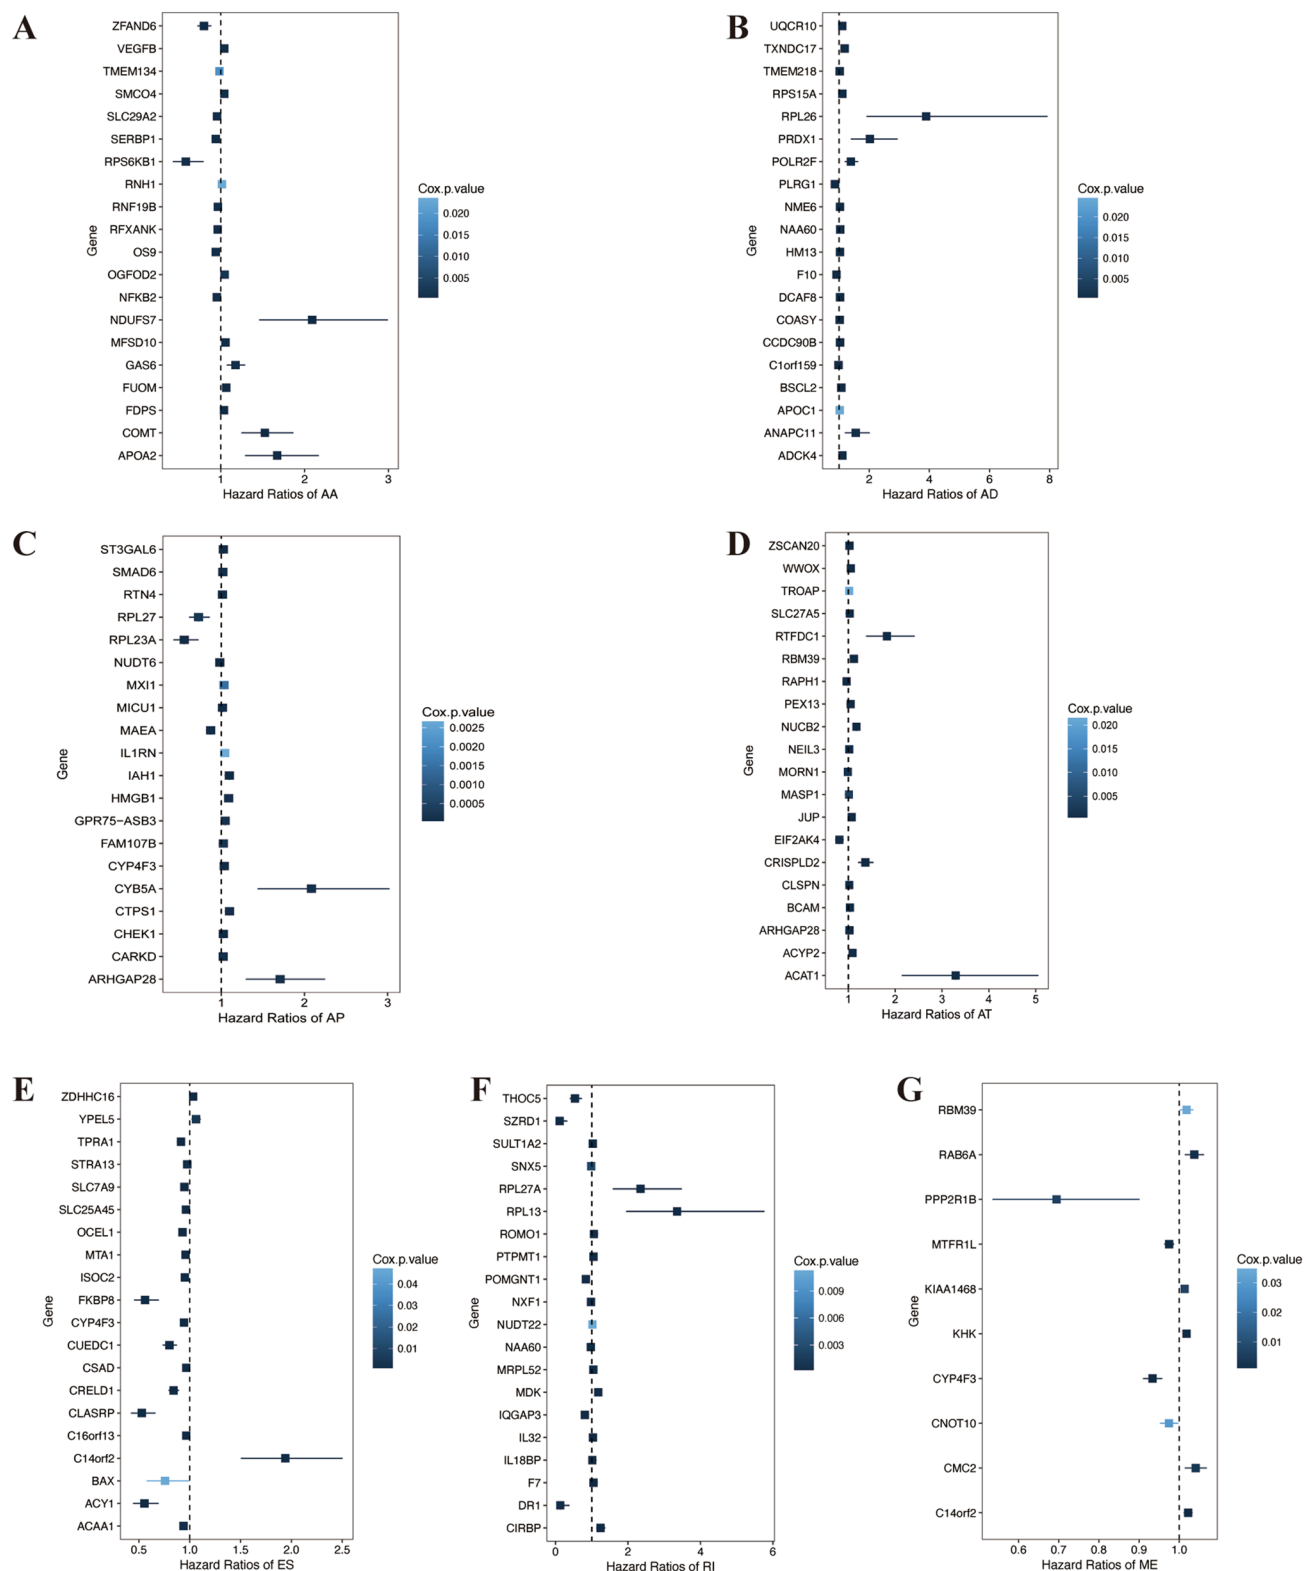 A
ZFAND6
VEGFB
TMEM134
SMCO4
SLC29A2
SERBP1
RPS6KB1
RNH1
RNF19B
RFXANK
OS9
OGFOD2
NFKB2
NDUFS7
MFSD10
GAS6
FUOM
FDPS
COMT
APOA2
Gene
1 2 3
Hazard Ratios of AA
Cox.p.value
0.020
0.015
0.010
0.005
B
UQCR10
TXNDC17
TMEM218
RPS15A
RPL26
PRDX1
POLR2F
PLRG1
NME6
NAA60
HM13
F10
DCAF8
COASY
CCDC90B
C1orf159
BSCL2
APOC1
ANAPC11
ADCK4
Gene
2 4 6 8
Hazard Ratios of AD
Cox.p.value
0.020
0.015
0.010
0.005
C
ST3GAL6
SMAD6
RTN4
RPL27
RPL23A
NUDT6
MXI1
MICU1
MAEA
IL1RN
IAH1
HMGB1
GPR75−ASB3
FAM107B
CYP4F3
CYB5A
CTPS1
CHEK1
CARKD
ARHGAP28
Gene
1 2 3
Hazard Ratios of AP
Cox.p.value
0.0025
0.0020
0.0015
0.0010
0.0005
D
ZSCAN20
WWOX
TROAP
SLC27A5
RTFDC1
RBM39
RAPH1
PEX13
NUCB2
NEIL3
MORN1
MASP1
JUP
EIF2AK4
CRISPLD2
CLSPN
BCAM
ARHGAP28
ACYP2
ACAT1
Gene
1 2 3 4 5
Hazard Ratios of AT
Cox.p.value
0.020
0.015
0.010
0.005
E
ZDHHC16
YPEL5
TPRA1
STRA13
SLC7A9
SLC25A45
OCEL1
MTA1
ISOC2
FKBP8
CYP4F3
CUEDC1
CSAD
CRELD1
CLASRP
C16orf13
C14orf2
BAX
ACY1
ACAA1
Gene
0.5 1.0 1.5 2.0 2.5
Hazard Ratios of ES
Cox.p.value
0.04
0.03
0.02
0.01
F
THOC5
SZRD1
SULT1A2
SNX5
RPL27A
RPL13
ROMO1
PTPMT1
POMGNT1
NXF1
NUDT22
NAA60
MRPL52
MDK
IQGAP3
IL32
IL18BP
F7
DR1
CIRBP
Gene
0 2 4 6
Hazard Ratios of RI
Cox.p.value
0.009
0.006
0.003
G
RBM39
RAB6A
PPP2R1B
MTFR1L
KIAA1468
KHK
CYP4F3
CNOT10
CMC2
C14orf2
Gene
0.6 0.7 0.8 0.9 1.0
Hazard Ratios of ME
Cox.p.value
0.03
0.02
0.01